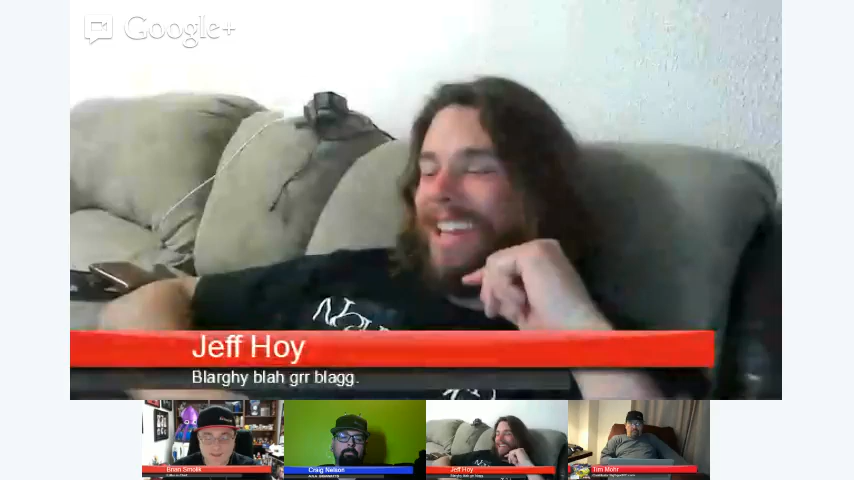 Google+
Jeff Hoy
Blarghy blah grr blagg.
Brian Smolik
Craig Nelson
Jeff Hoy
Tim Mohr